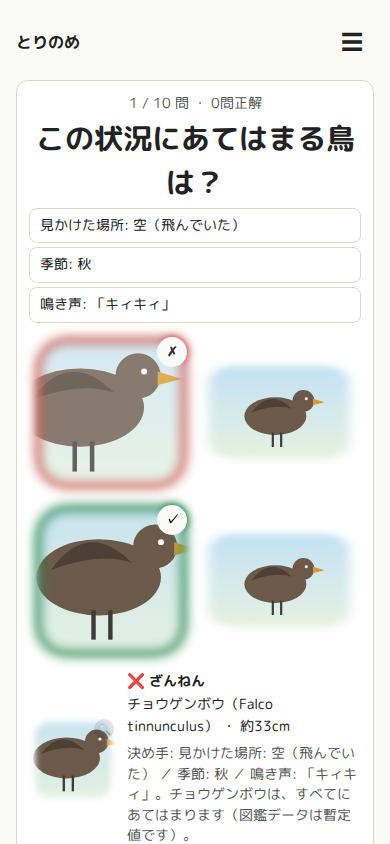 とりのめ
☰
1 / 10 問 · 0問正解
この状況にあてはまる鳥
は？
見かけた場所: 空（飛んでいた）
季節: 秋
鳴き声: 「キィキィ」
✗
✓
❌ ざんねん
チョウゲンボウ（Falco
tinnunculus） · 約33cm
決め手: 見かけた場所: 空（飛んでい
た） ／ 季節: 秋 ／ 鳴き声: 「キィキ
ィ」。チョウゲンボウは、すべてに
あてはまります（図鑑データは暫定
値です）。